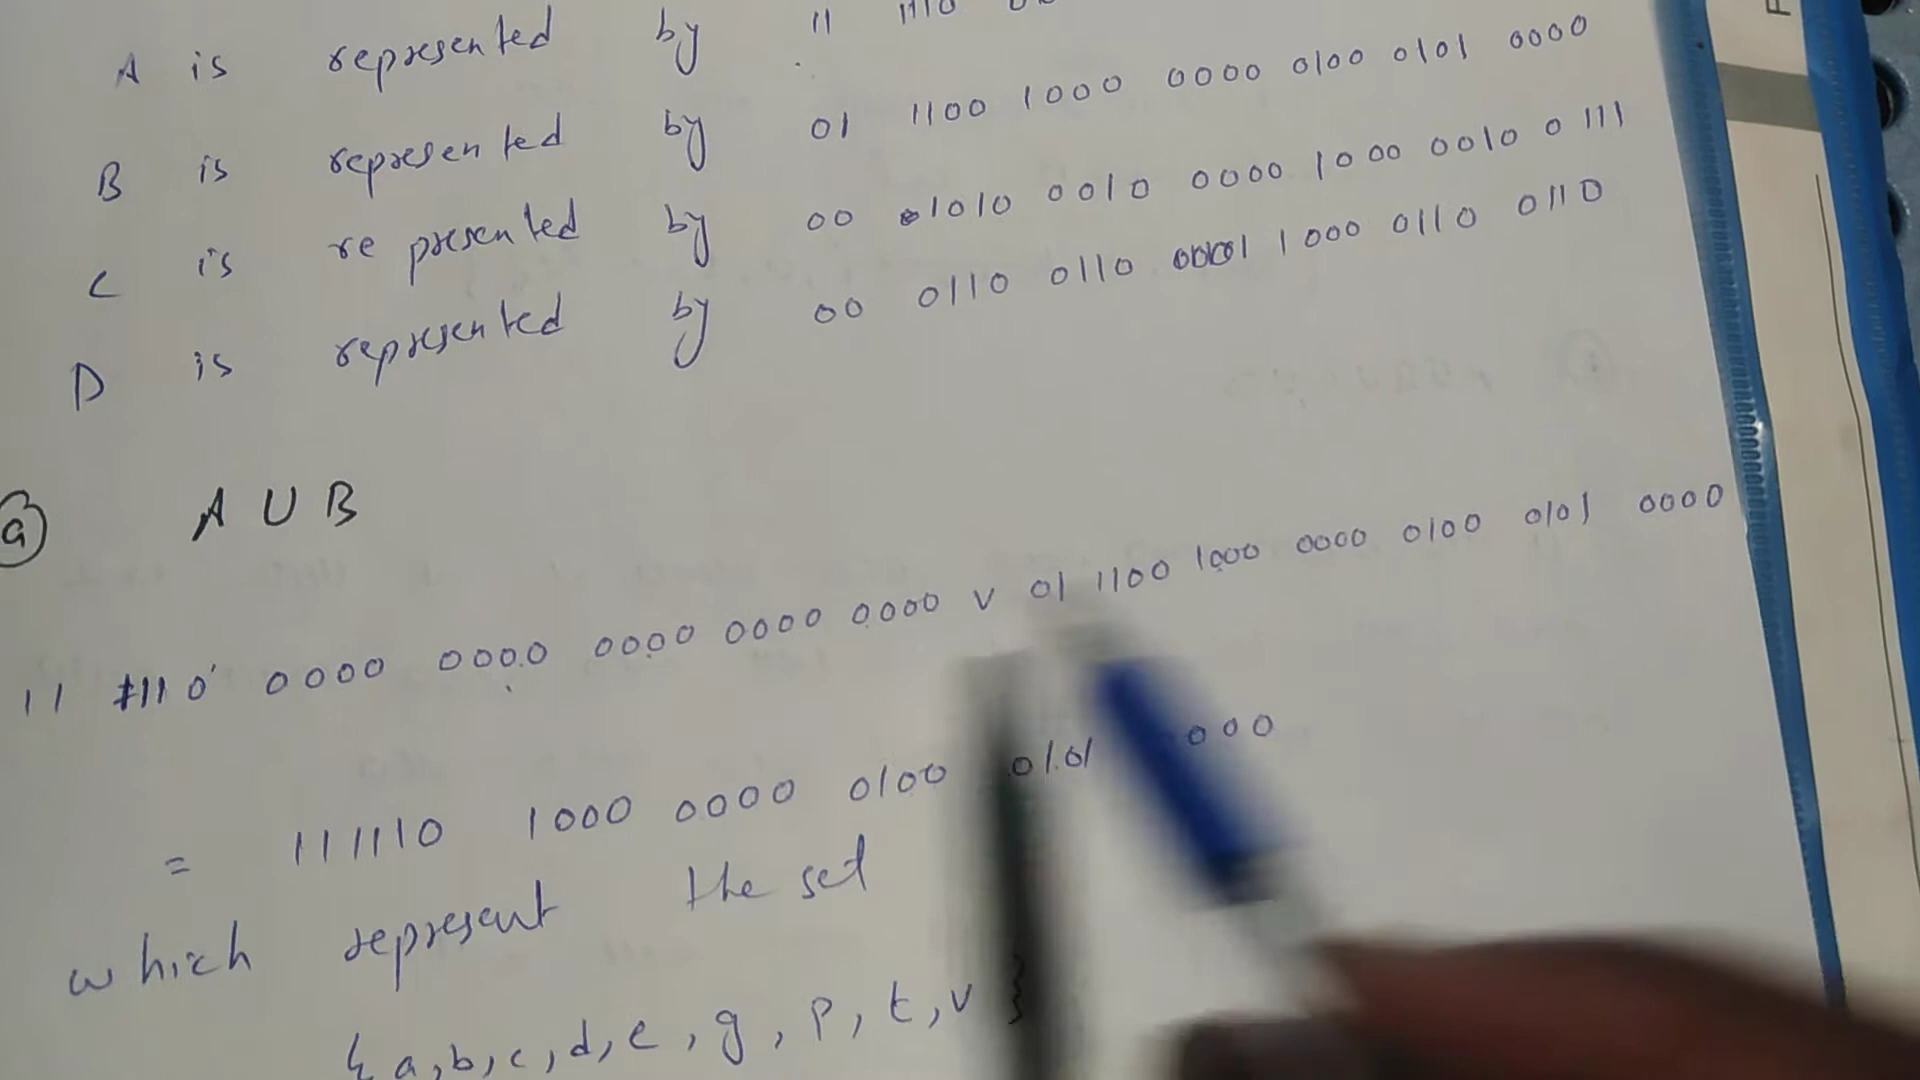 A is represented by 11 1110
B is represented by 01 1100 1000 0000 0100 0101 0000
C is represented by 00 1010 0010 0000 1000 0010 0111
D is represented by 00 0110 0110 0001 1000 0110 0110
a A U B
11 1110 0000 0000 0000 0000 0000 v 01 1100 1000 0000 0100 0101 0000
= 111110 1000 0000 0100 0101 000
which represent the set
{ a, b, c, d, e, g, p, t, v }